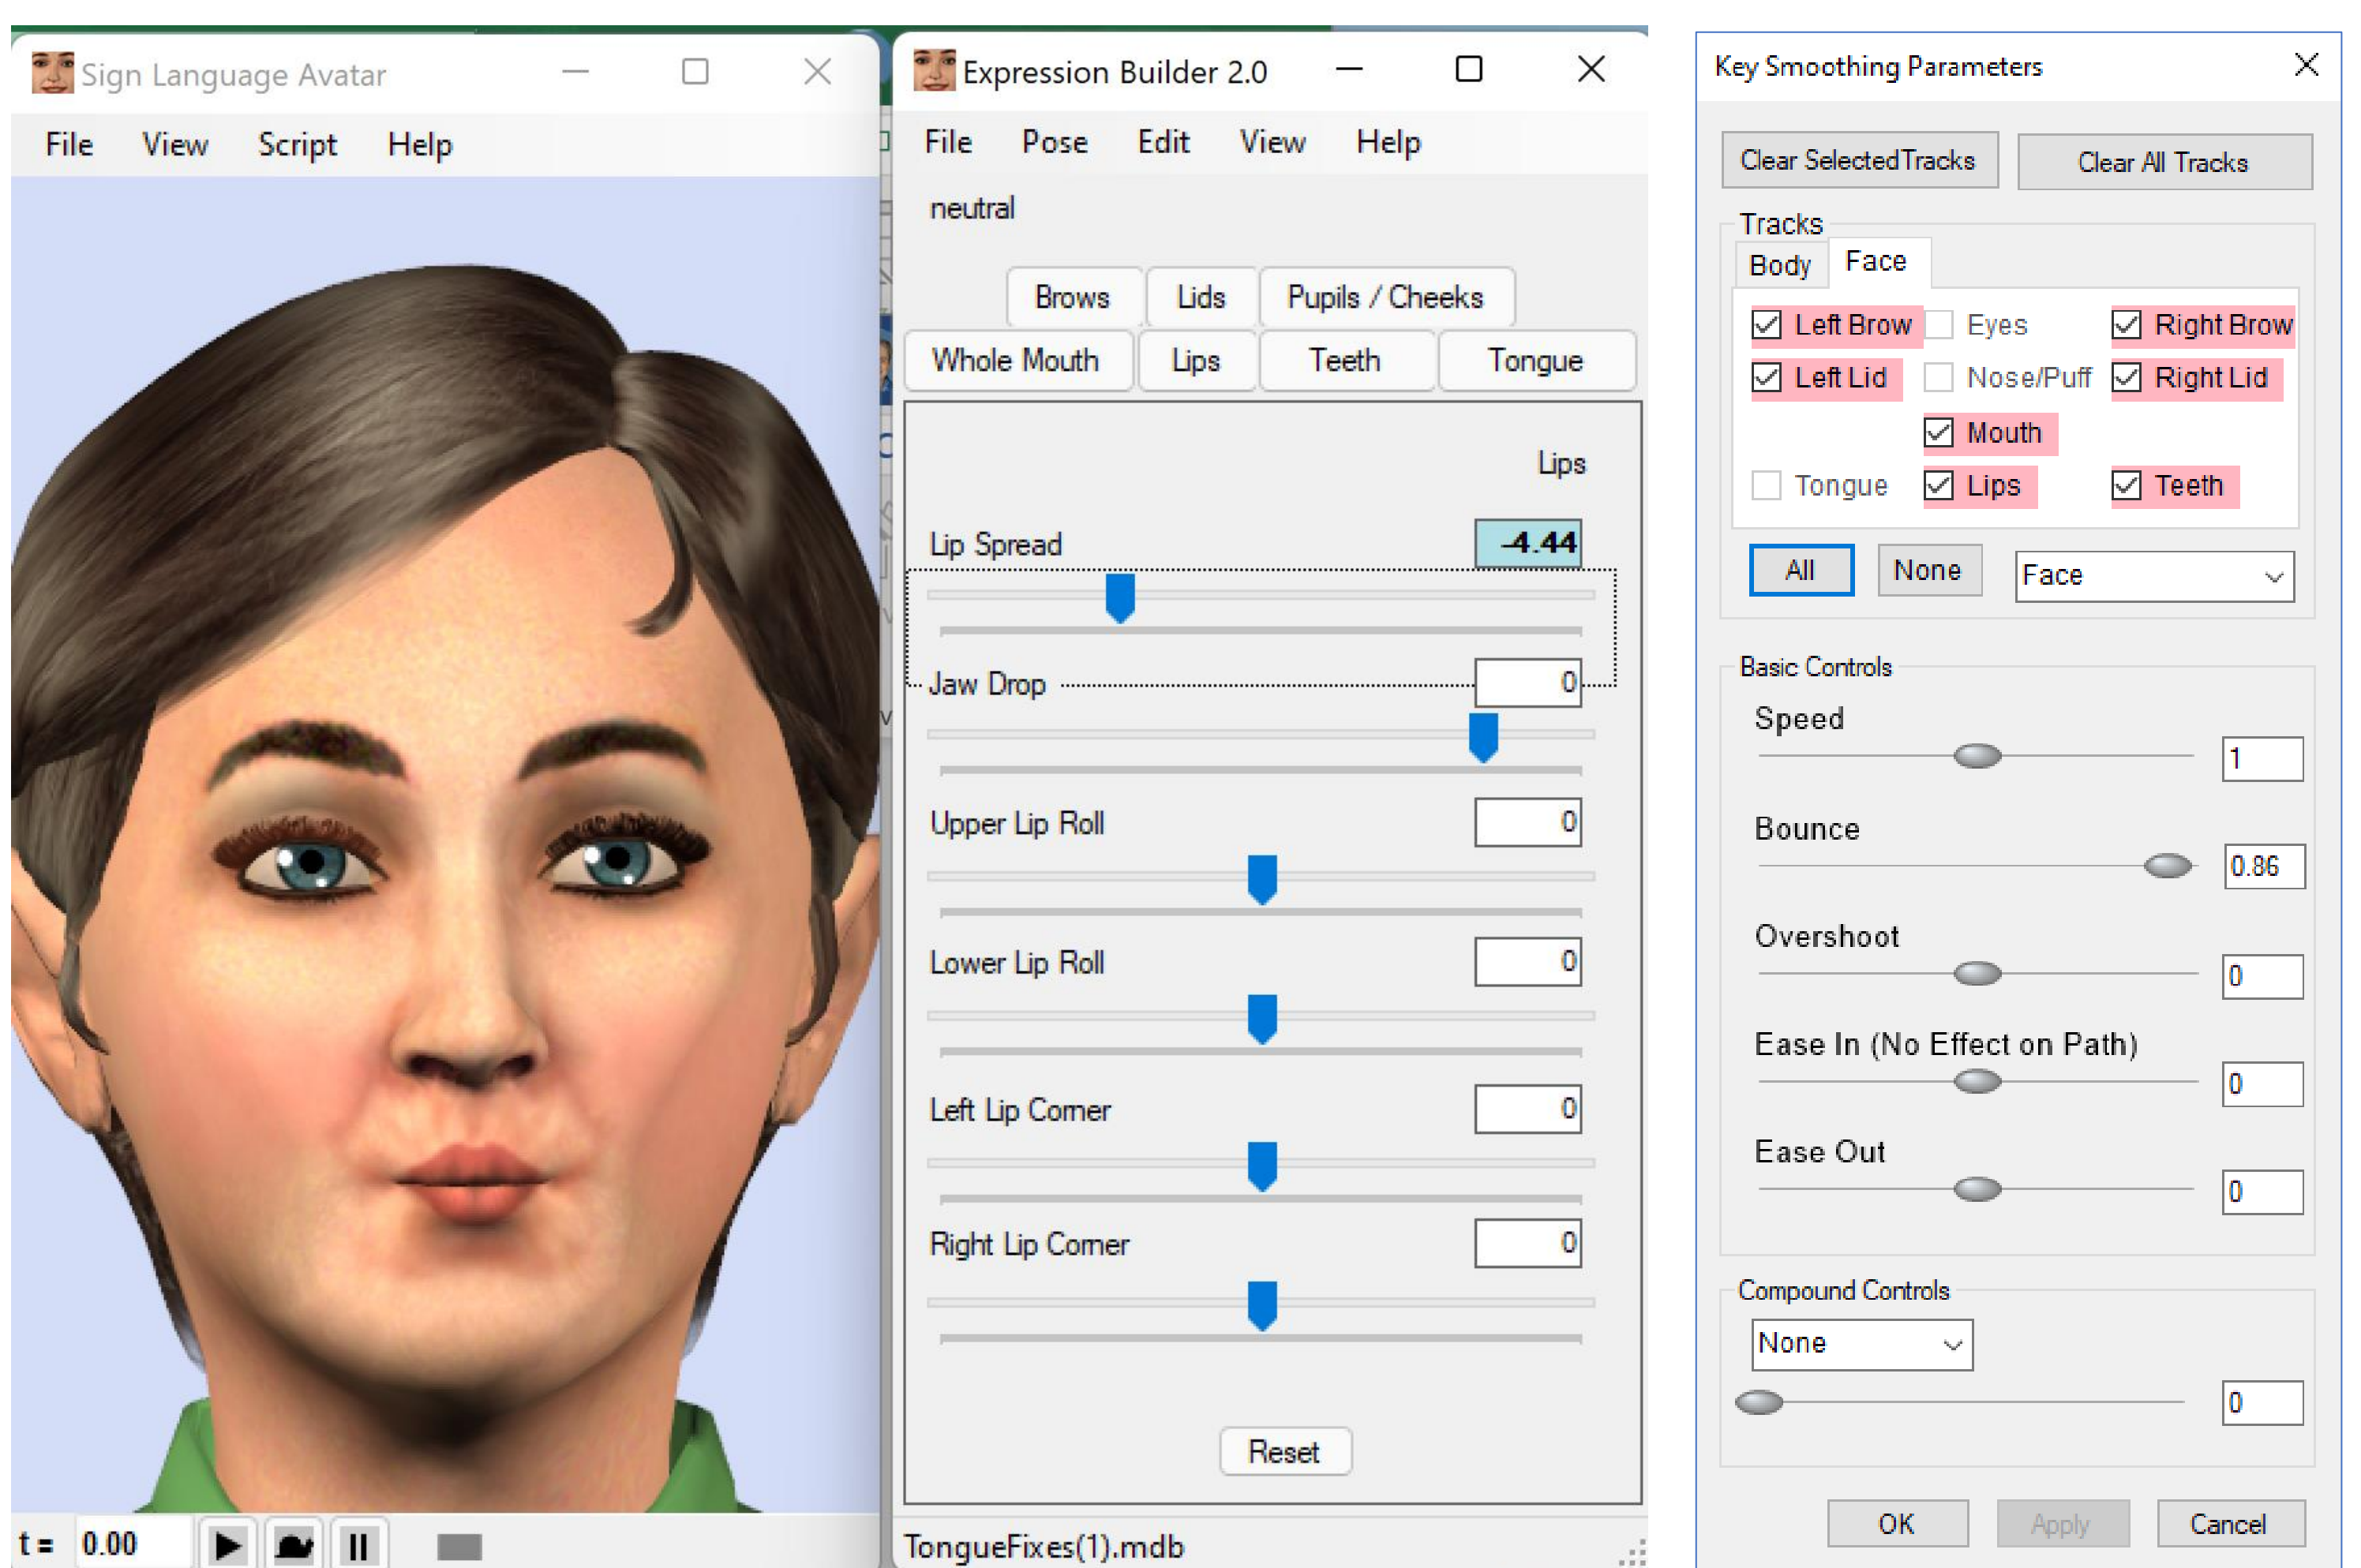 Sign Language Avatar
File View Script Help
t = 0.00
Expression Builder 2.0
File Pose Edit View Help
neutral
Brows Lids Pupils / Cheeks
Whole Mouth Lips Teeth Tongue
Lips
Lip Spread -4.44
Jaw Drop 0
Upper Lip Roll 0
Lower Lip Roll 0
Left Lip Corner 0
Right Lip Corner 0
Reset
TongueFixes(1).mdb
Key Smoothing Parameters
Clear SelectedTracks Clear All Tracks
Tracks
Body Face
Left Brow Eyes Right Brow
Left Lid Nose/Puff Right Lid
Mouth
Tongue Lips Teeth
All None Face
Basic Controls
Speed
1
Bounce
0.86
Overshoot
0
Ease In (No Effect on Path)
0
Ease Out
0
Compound Controls
None
0
OK Apply Cancel